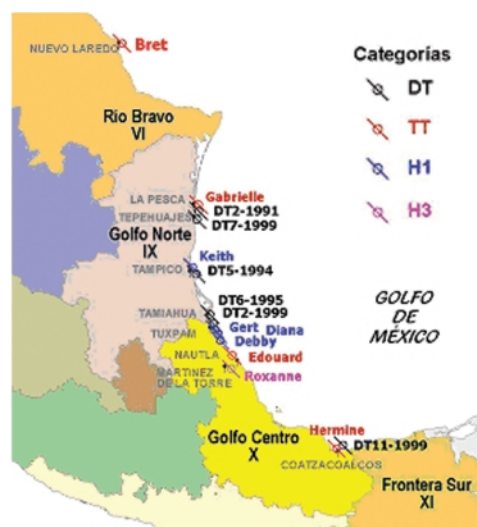 NUEVO LAREDO
Bret
Categorías
DT
TT
H1
H3
Rio Bravo
VI
LA PESCA
Gabrielle
TEPEHUAJES
DT2-1991
DT7-1999
Golfo Norte
IX
Keith
TAMPICO
DT5-1994
DT6-1995
TAMIAHUA
DT2-1999
TUXPAM
Gert Diana
Debby
NAUTLA
Edouard
MARTINEZ
DE LA TORRE
Roxanne
GOLFO
DE
MÉXICO
Golfo Centro
X
Hermine
DT11-1999
COATZACOALCOS
Frontera Sur
XI